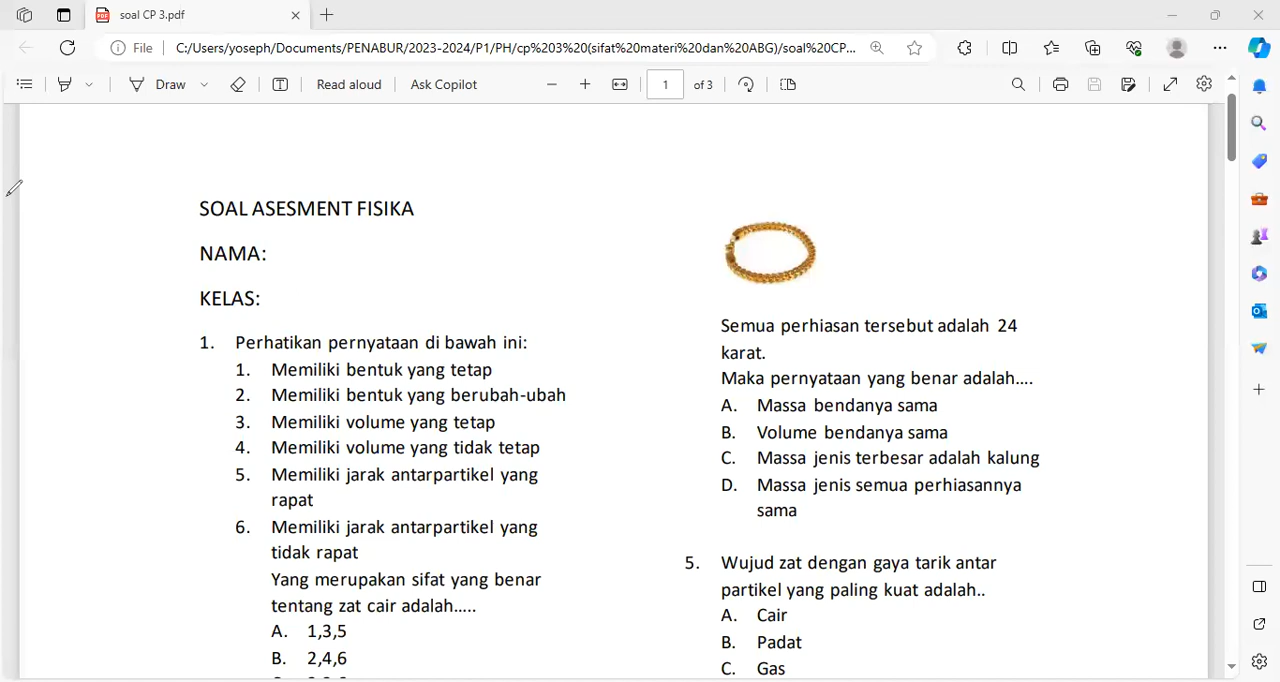 soal CP 3.pdf
File
C:/Users/yoseph/Documents/PENABUR/2023-2024/P1/PH/cp%203%20(sifat%20materi%20dan%20ABG)/soal%20CP...
Draw
Read aloud
Ask Copilot
1
of 3
SOAL ASESMENT FISIKA
NAMA:
KELAS:
1. Perhatikan pernyataan di bawah ini:
1. Memiliki bentuk yang tetap
2. Memiliki bentuk yang berubah-ubah
3. Memiliki volume yang tetap
4. Memiliki volume yang tidak tetap
5. Memiliki jarak antarpartikel yang
rapat
6. Memiliki jarak antarpartikel yang
tidak rapat
Yang merupakan sifat yang benar
tentang zat cair adalah.....
A. 1,3,5
B. 2,4,6
Semua perhiasan tersebut adalah 24
karat.
Maka pernyataan yang benar adalah....
A. Massa bendanya sama
B. Volume bendanya sama
C. Massa jenis terbesar adalah kalung
D. Massa jenis semua perhiasannya
sama
5. Wujud zat dengan gaya tarik antar
partikel yang paling kuat adalah..
A. Cair
B. Padat
C. Gas